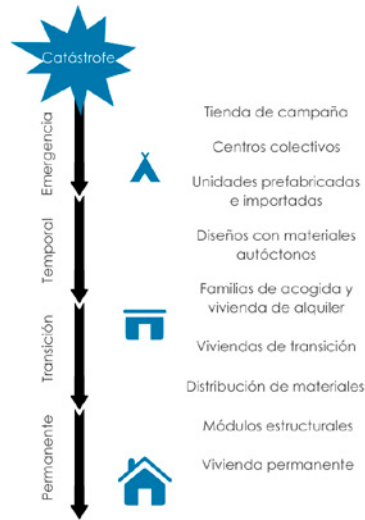 Catástrofe
Emergencia
Tienda de campaña
Centros colectivos
Unidades prefabricadas
e importadas
Temporal
Diseños con materiales
autóctonos
Familias de acogida y
vivienda de alquiler
Transición
Viviendas de transición
Distribución de materiales
Permanente
Módulos estructurales
Vivienda permanente